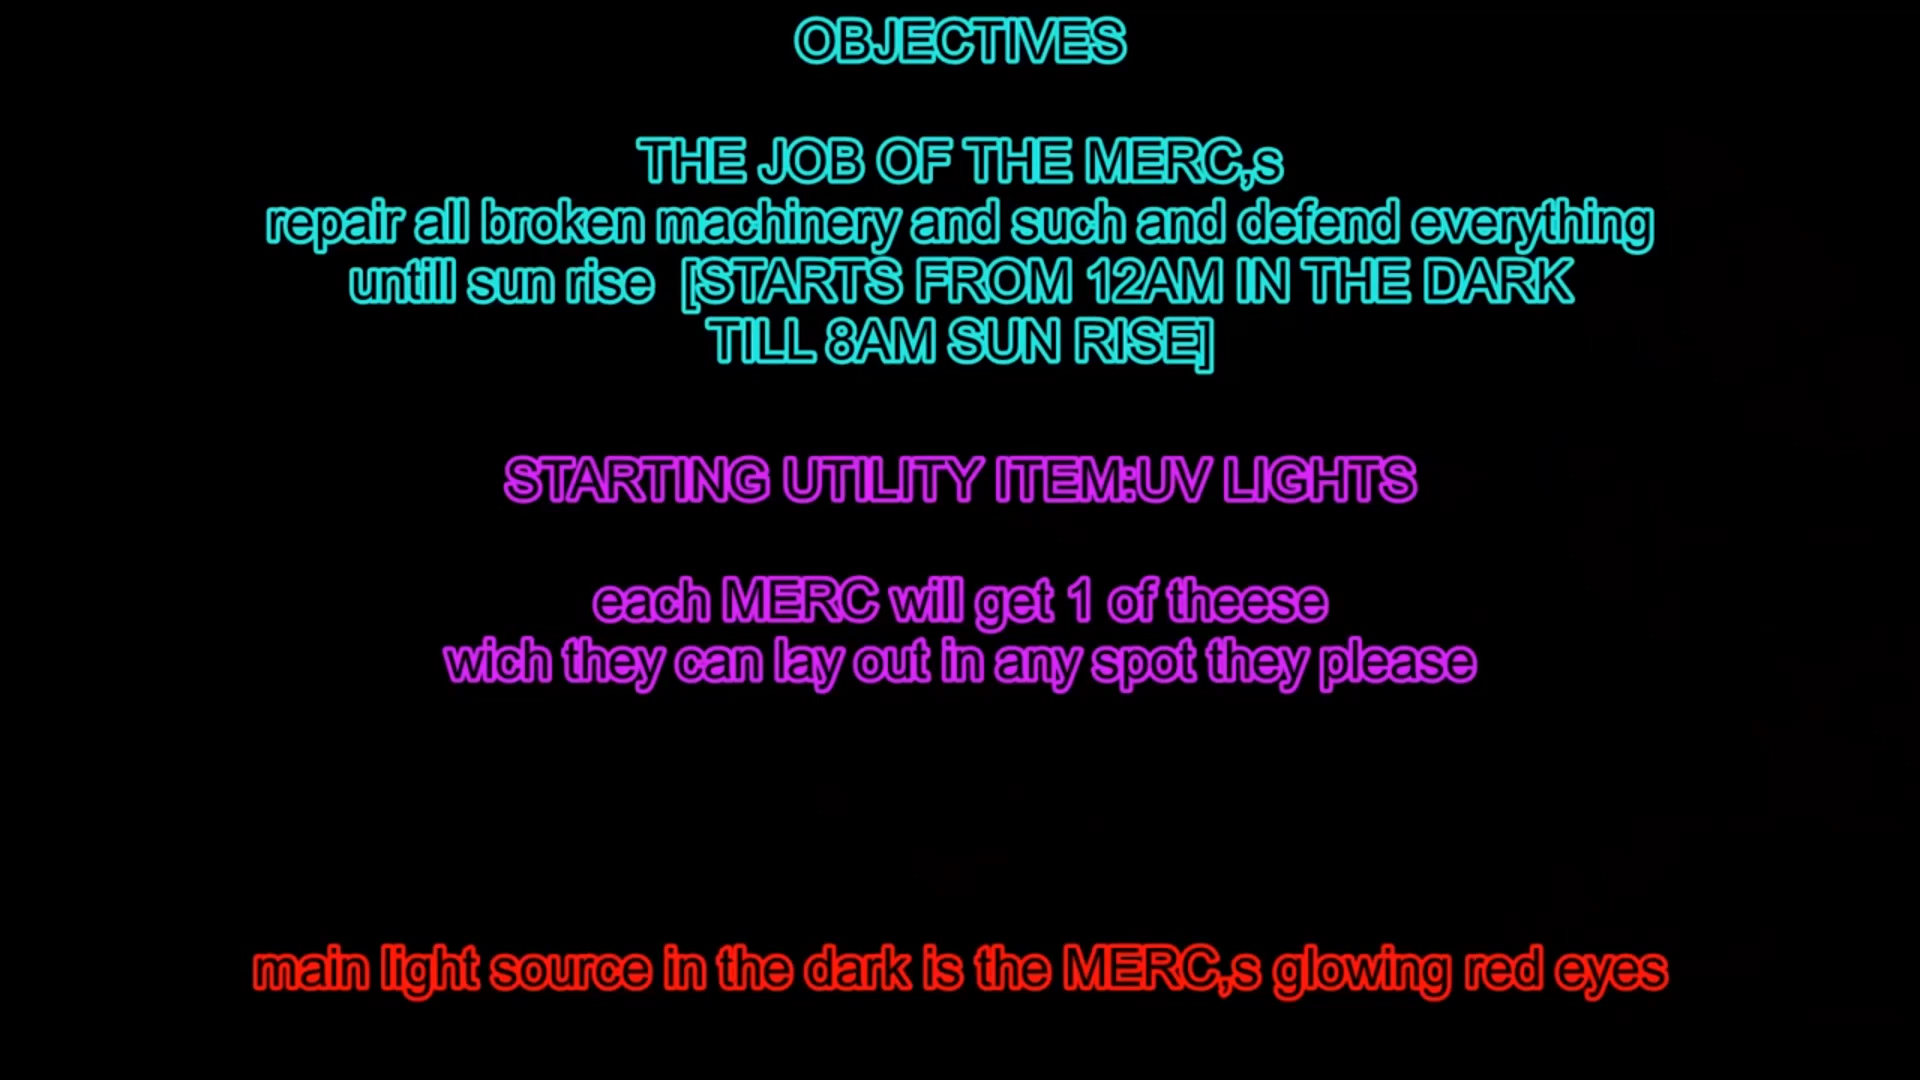 OBJECTIVES
THE JOB OF THE MERC,s
repair all broken machinery and such and defend everything
untill sun rise  [STARTS FROM 12AM IN THE DARK
TILL 8AM SUN RISE]
STARTING UTILITY ITEM:UV LIGHTS
each MERC will get 1 of theese
wich they can lay out in any spot they please
main light source in the dark is the MERC,s glowing red eyes